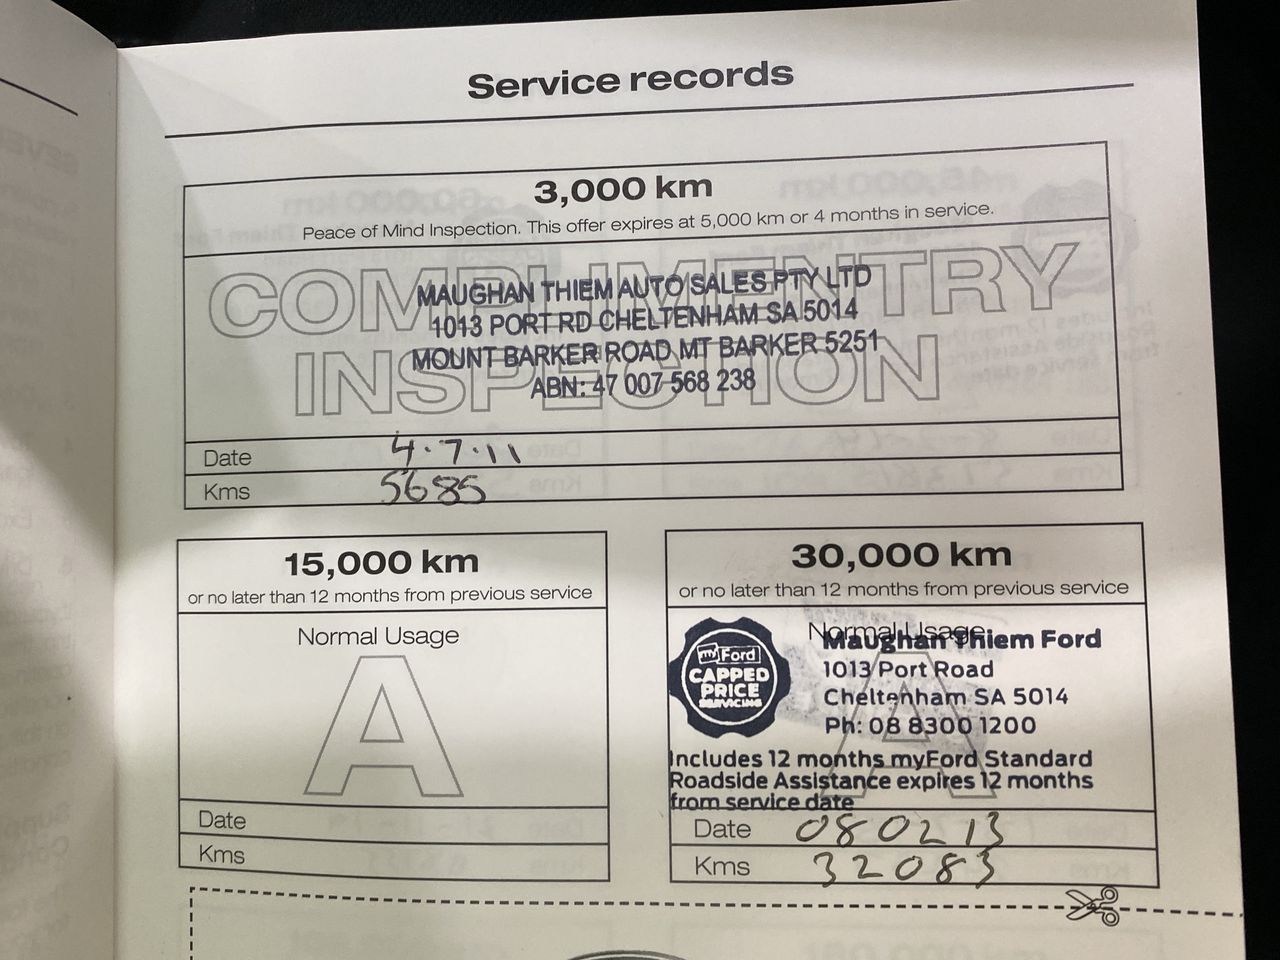 Service records
3,000 km
Peace of Mind Inspection. This offer expires at 5,000 km or 4 months in service.
COMPLIMENTRY
INSPECTION
MAUGHAN THIEM AUTO SALES PTY LTD
1013 PORT RD CHELTENHAM SA 5014
MOUNT BARKER ROAD MT BARKER 5251
ABN: 47 007 568 238
Date 4.7.11
Kms 5685
15,000 km
or no later than 12 months from previous service
Normal Usage
A
Date
Kms
30,000 km
or no later than 12 months from previous service
Normal Usage
A
my Ford
CAPPED
PRICE
SERVICING
Maughan Thiem Ford
1013 Port Road
Cheltenham SA 5014
Ph: 08 8300 1200
Includes 12 months myFord Standard
Roadside Assistance expires 12 months
from service date
Date 08 02 13
Kms 32083